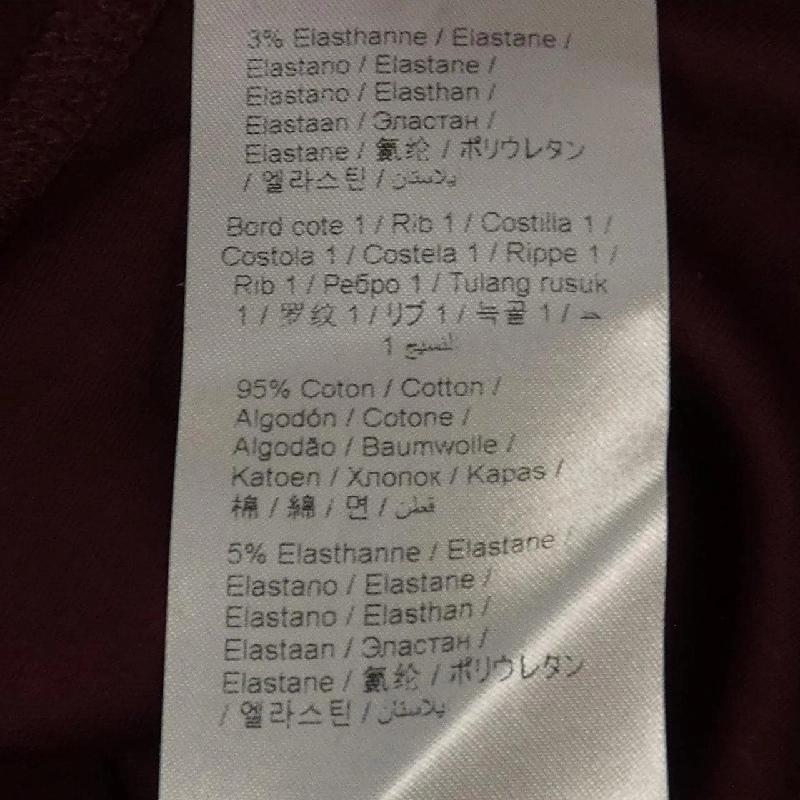 3% Elasthanne / Elastane /
Elastano / Elastane /
Elastano / Elasthan /
Elastaan / Эластан /
Elastane / 氨纶 / ポリウレタン
/ 엘라스틴 / يلاستان
Bord cote 1 / Rib 1 / Costilla 1 /
Costola 1 / Costela 1 / Rippe 1 /
Rib 1 / Ребро 1 / Tulang rusuk
1 / 罗纹 1 / リブ 1 / 늑골 1 /
1 لنسيج
95% Coton / Cotton /
Algodón / Cotone /
Algodão / Baumwolle /
Katoen / Хлопок / Kapas /
棉 / 綿 / 면 / قطن
5% Elasthanne / Elastane /
Elastano / Elastane /
Elastano / Elasthan /
Elastaan / Эластан /
Elastane / 氨纶 / ポリウレタン
/ 엘라스틴 / يلاستان